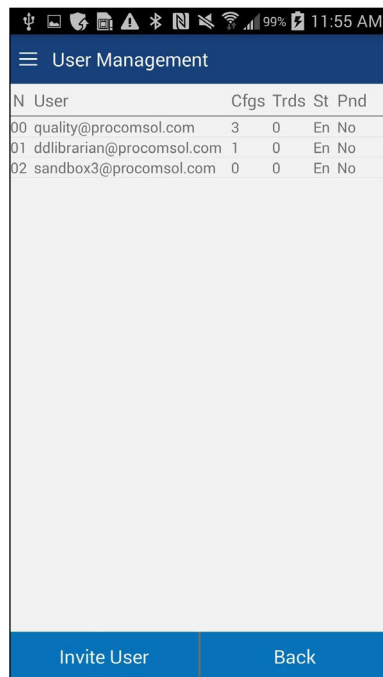 99% 11:55 AM
User Management
N User Cfgs Trds St Pnd
00 quality@procomsol.com 3 0 En No
01 ddlibrarian@procomsol.com 1 0 En No
02 sandbox3@procomsol.com 0 0 En No
Invite User Back